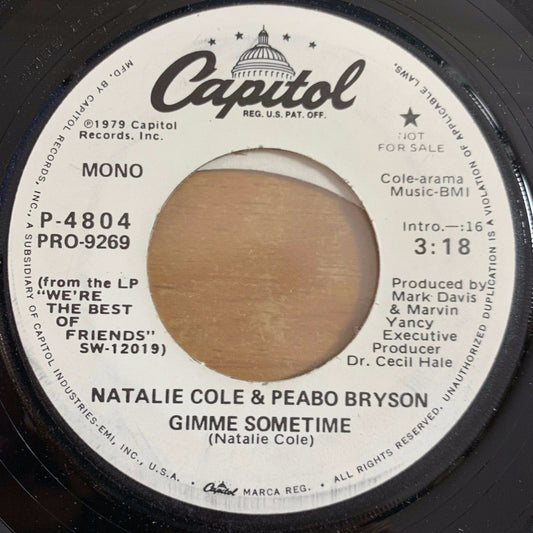 Capitol
REG. U.S. PAT. OFF.
℗1979 Capitol
Records, Inc.
MONO
P-4804
PRO-9269
(from the LP
"WE'RE
THE BEST
OF
FRIENDS"
SW-12019)
NOT
FOR SALE
Cole-arama
Music-BMI
Intro.—:16
3:18
Produced by
Mark Davis
& Marvin
Yancy
Executive
Producer
Dr. Cecil Hale
NATALIE COLE & PEABO BRYSON
GIMME SOMETIME
(Natalie Cole)
MFD. BY CAPITOL RECORDS, INC., A SUBSIDIARY OF CAPITOL INDUSTRIES-EMI, INC., U.S.A. • Capitol MARCA REG. • ALL RIGHTS RESERVED. UNAUTHORIZED DUPLICATION IS A VIOLATION OF APPLICABLE LAWS.